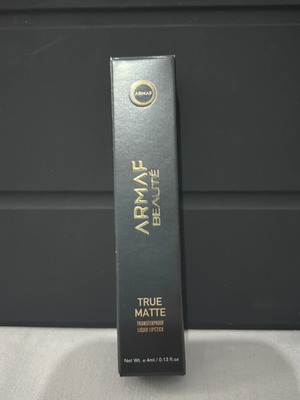 ARMAF
ARMAF
BEAUTÉ
TRUE
MATTE
TRANSFERPROOF
LIQUID LIPSTICK
Net Wt. e 4ml / 0.13 fl.oz